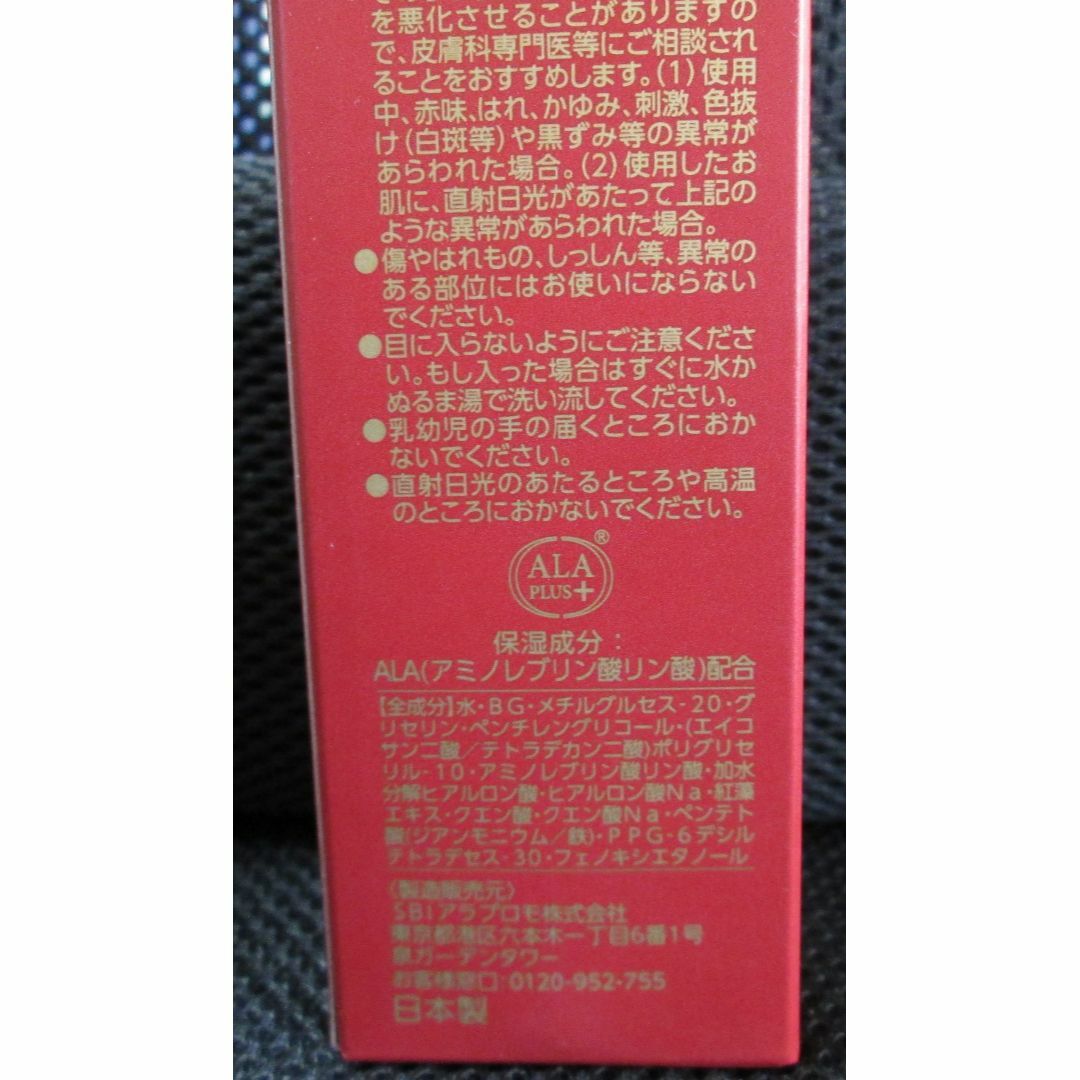 を悪化させることがありますの
で、皮膚科専門医等にご相談され
ることをおすすめします。(1)使用
中、赤味、はれ、かゆみ、刺激、色抜
け(白斑等)や黒ずみ等の異常が
あらわれた場合。(2)使用したお
肌に、直射日光があたって上記の
ような異常があらわれた場合。
●傷やはれもの、しっしん等、異常の
ある部位にはお使いにならない
でください。
●目に入らないようにご注意くださ
い。もし入った場合はすぐに水か
ぬるま湯で洗い流してください。
●乳幼児の手の届くところにおか
ないでください。
●直射日光のあたるところや高温
のところにおかないでください。
ALA®
PLUS+
保湿成分:
ALA(アミノレブリン酸リン酸)配合
【全成分】水・BG・メチルグルセス-20・グ
リセリン・ペンチレングリコール・(エイコ
サン二酸/テトラデカン二酸)ポリグリセ
リル-10・アミノレブリン酸リン酸・加水
分解ヒアルロン酸・ヒアルロン酸Na・紅藻
エキス・クエン酸・クエン酸Na・ペンテト
酸(ジアンモニウム/鉄)・PPG-6デシル
テトラデセス-30・フェノキシエタノール
〈製造販売元〉
SBIアラプロモ株式会社
東京都港区六本木一丁目6番1号
泉ガーデンタワー
お客様窓口:0120-952-755
日本製